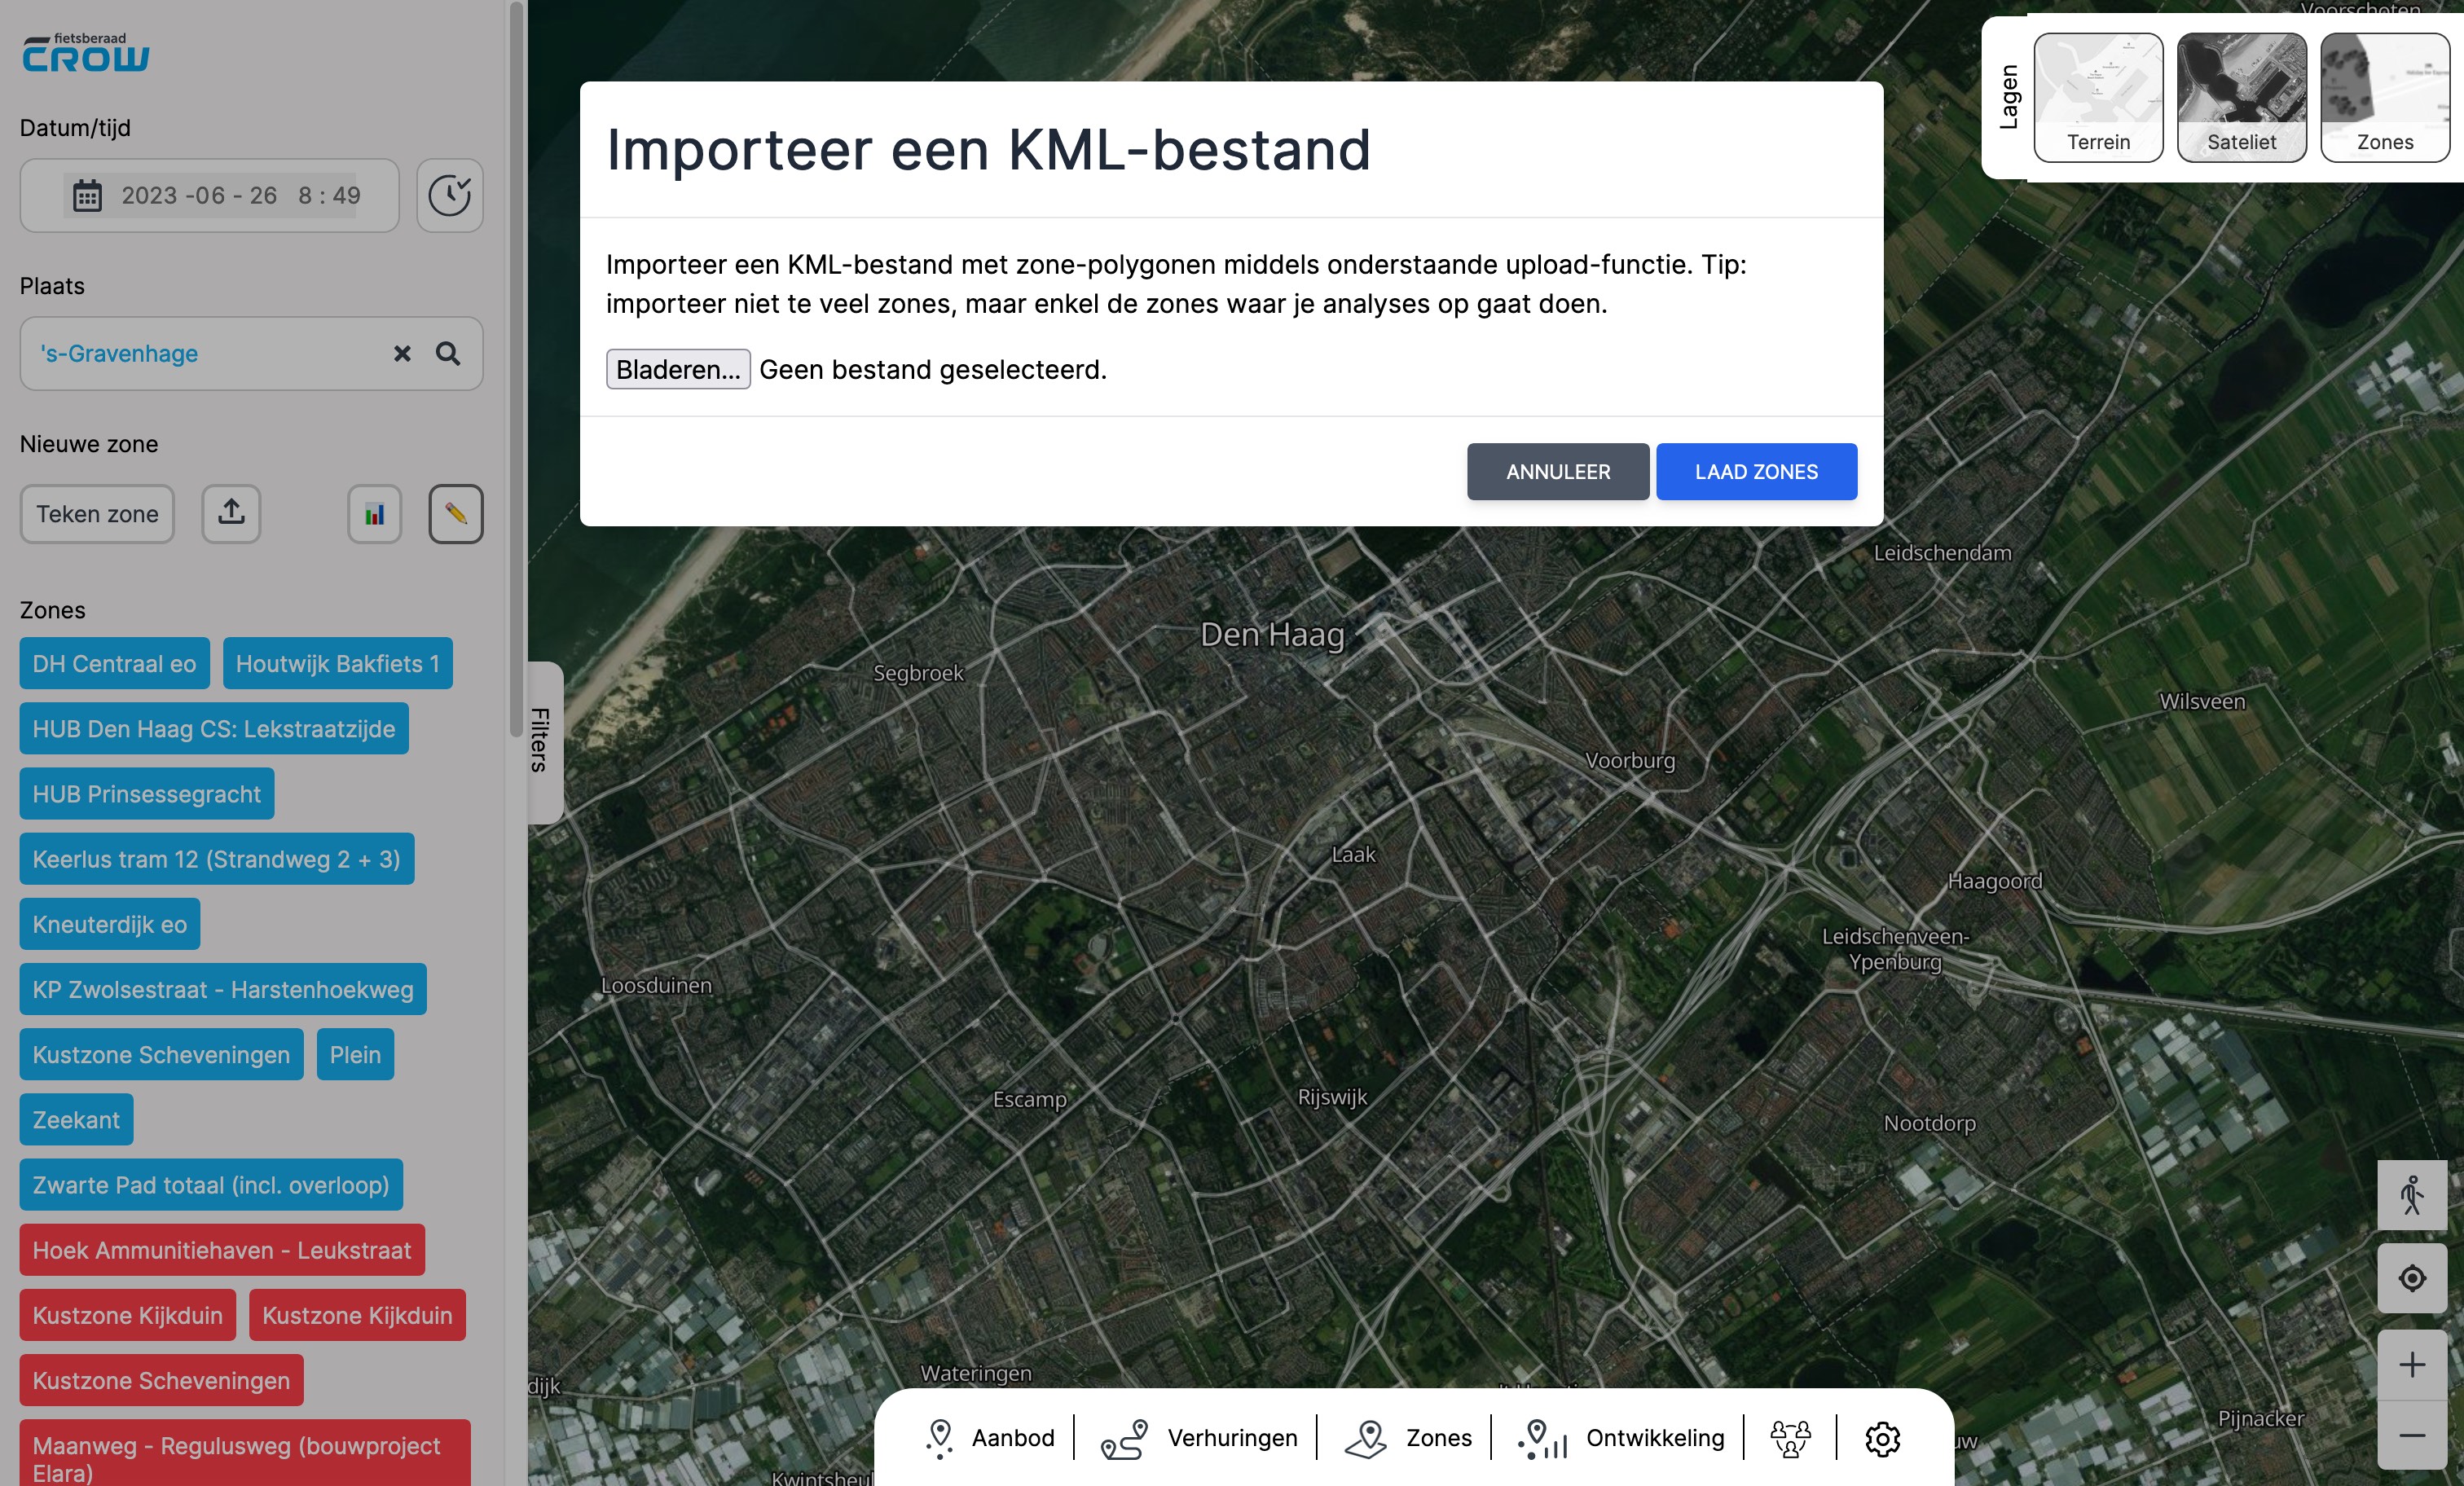 fietsberaad
CROW
Datum/tijd
2023 -06 - 26 8 : 49
Plaats
's-Gravenhage
Nieuwe zone
Teken zone
Zones
DH Centraal eo
Houtwijk Bakfiets 1
HUB Den Haag CS: Lekstraatzijde
HUB Prinsessegracht
Keerlus tram 12 (Strandweg 2 + 3)
Kneuterdijk eo
KP Zwolsestraat - Harstenhoekweg
Kustzone Scheveningen
Plein
Zeekant
Zwarte Pad totaal (incl. overloop)
Hoek Ammunitiehaven - Leukstraat
Kustzone Kijkduin
Kustzone Kijkduin
Kustzone Scheveningen
Maanweg - Regulusweg (bouwproject
Elara)
Filters
Importeer een KML-bestand
Importeer een KML-bestand met zone-polygonen middels onderstaande upload-functie. Tip:
importeer niet te veel zones, maar enkel de zones waar je analyses op gaat doen.
Bladeren... Geen bestand geselecteerd.
ANNULEER
LAAD ZONES
Lagen
Terrein
Sateliet
Zones
Voorschoten
Leidschendam
Den Haag
Segbroek
Wilsveen
Voorburg
Laak
Haagoord
Leidschenveen-
Ypenburg
Loosduinen
Escamp
Rijswijk
Nootdorp
Wateringen
dijk
Pijnacker
uw
Kwintsheul
Aanbod
Verhuringen
Zones
Ontwikkeling